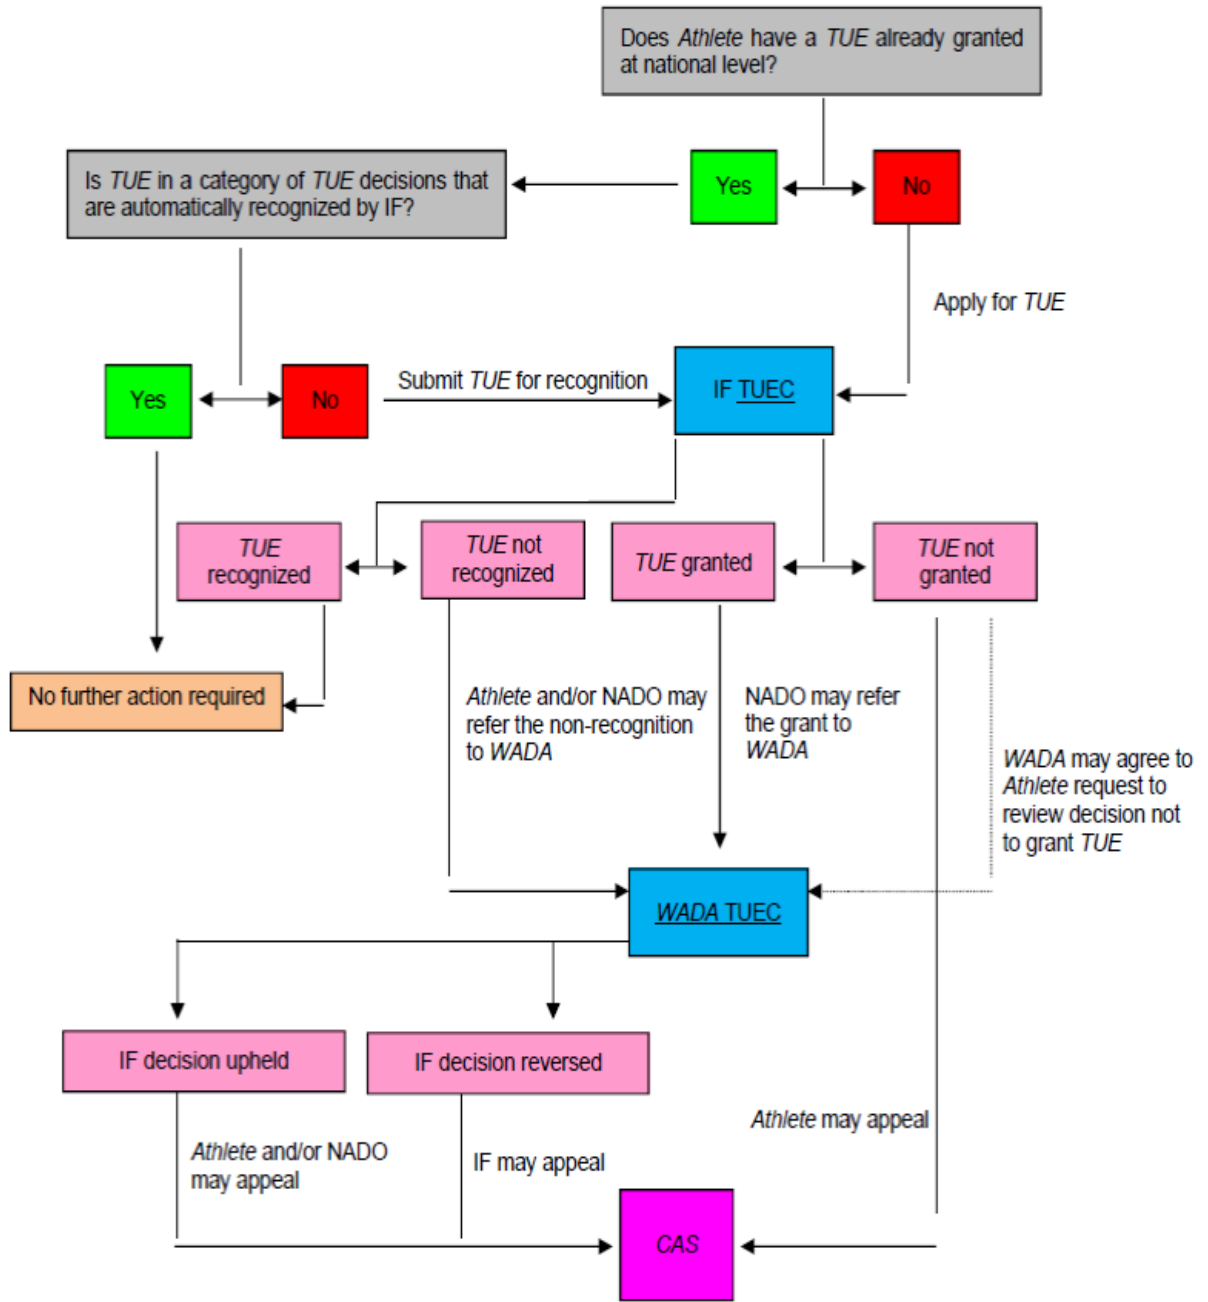 Does Athlete have a TUE already granted
at national level?
Is TUE in a category of TUE decisions that
are automatically recognized by IF?
Yes
No
Apply for TUE
Yes
No
Submit TUE for recognition
IF TUEC
TUE
recognized
TUE not
recognized
TUE granted
TUE not
granted
No further action required
Athlete and/or NADO may
refer the non-recognition
to WADA
NADO may refer
the grant to
WADA
WADA may agree to
Athlete request to
review decision not
to grant TUE
WADA TUEC
IF decision upheld
IF decision reversed
Athlete and/or NADO
may appeal
IF may appeal
Athlete may appeal
CAS